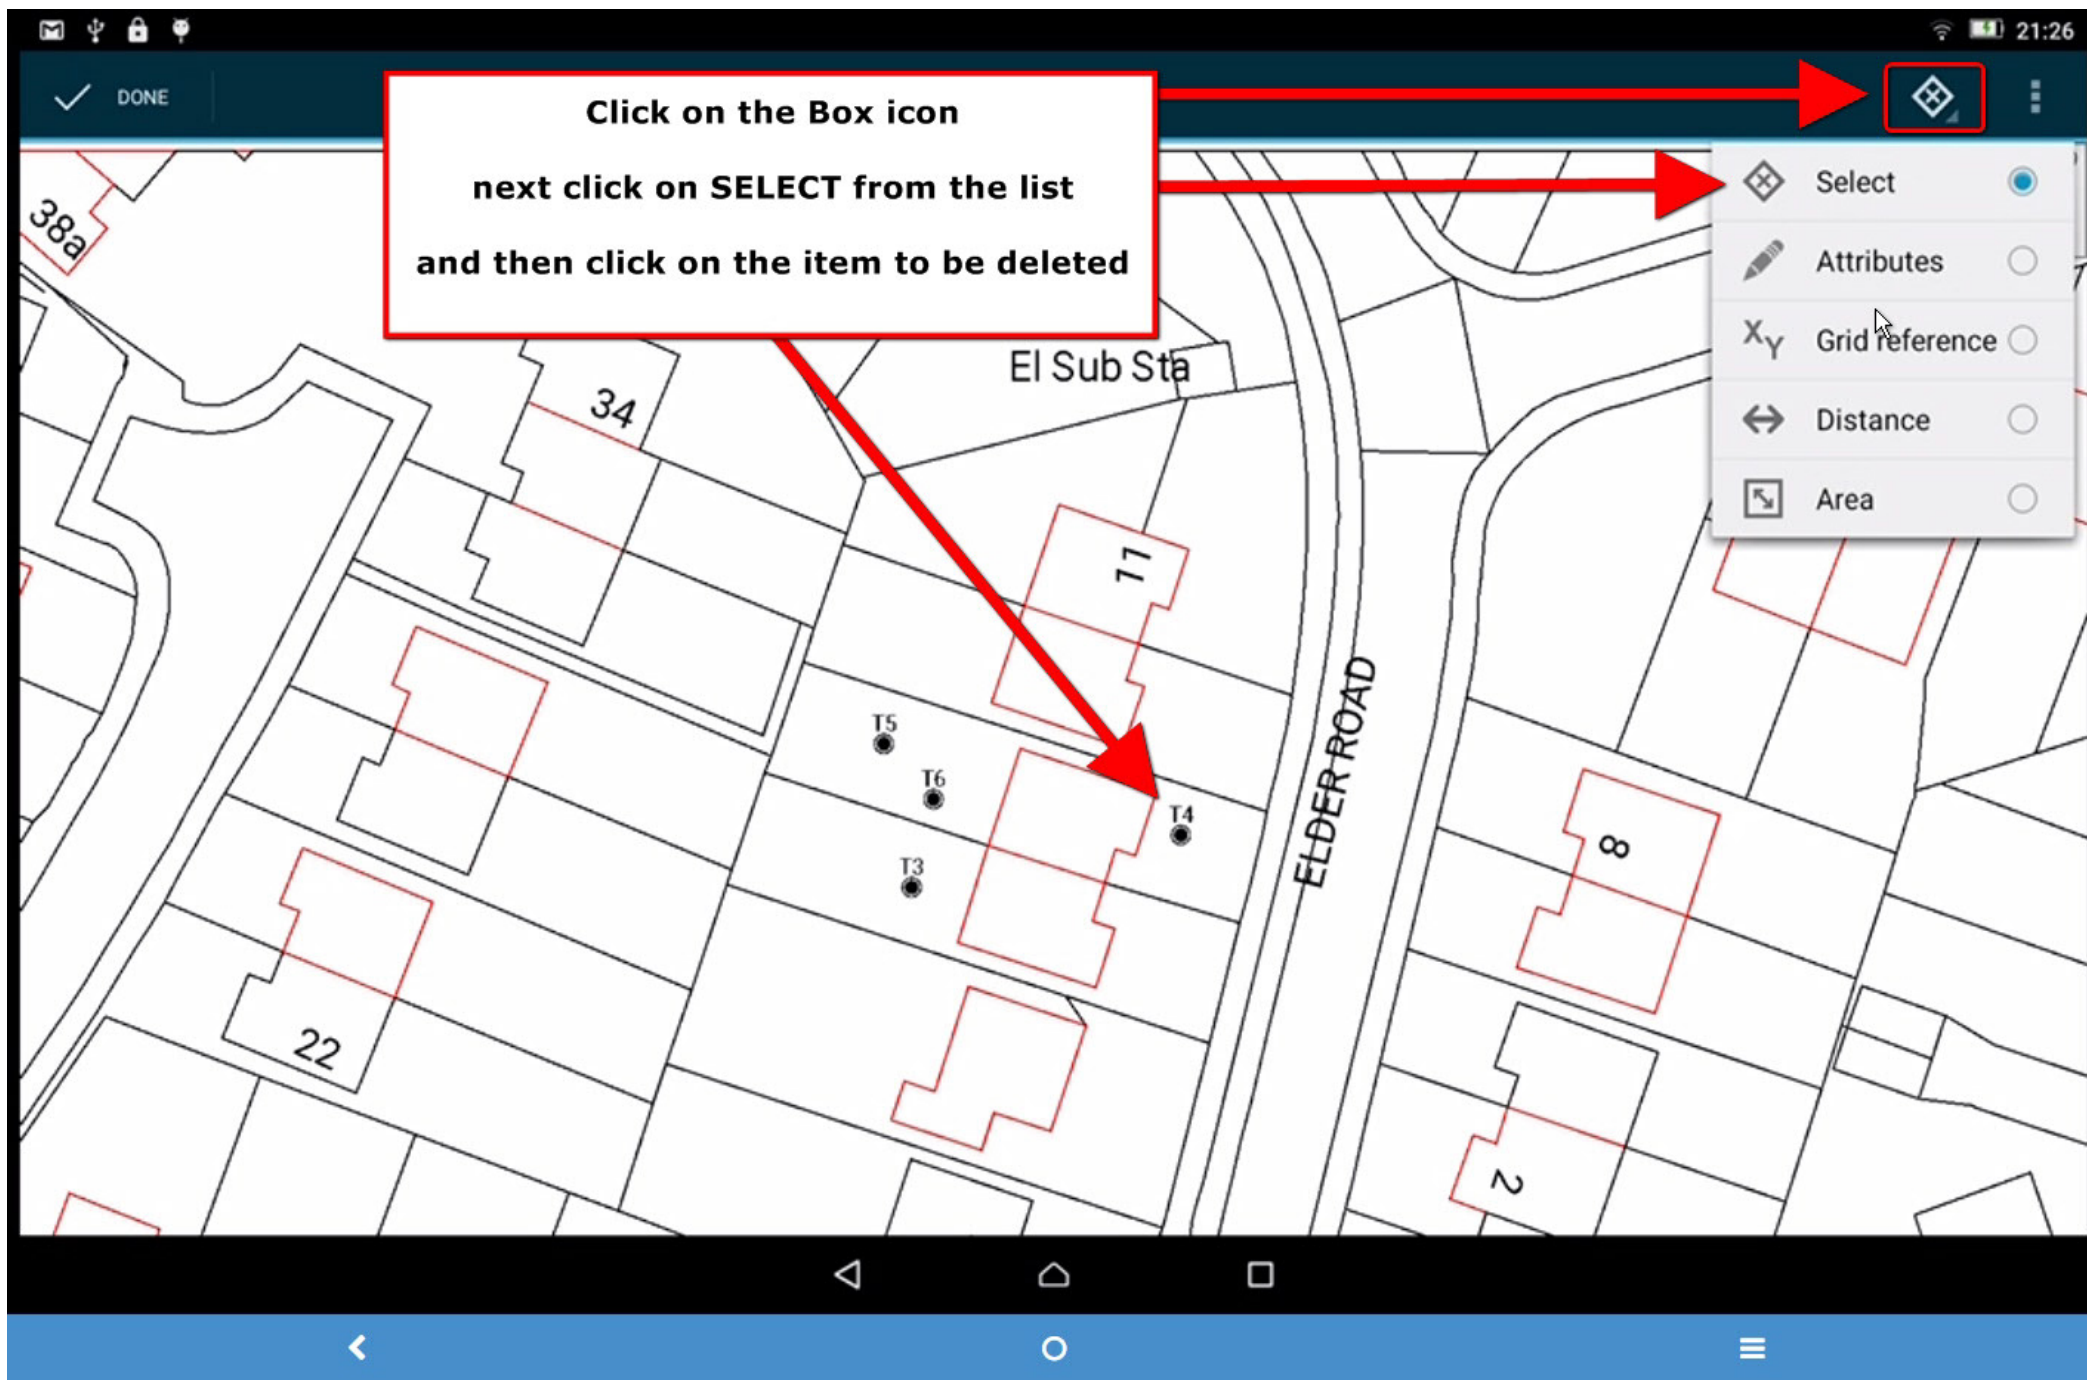 21:26
DONE
Click on the Box icon
next click on SELECT from the list
and then click on the item to be deleted
Select
Attributes
Grid reference
Distance
Area
38a
El Sub Sta
34
11
T5
T6
T4
T3
ELDER ROAD
8
22
2